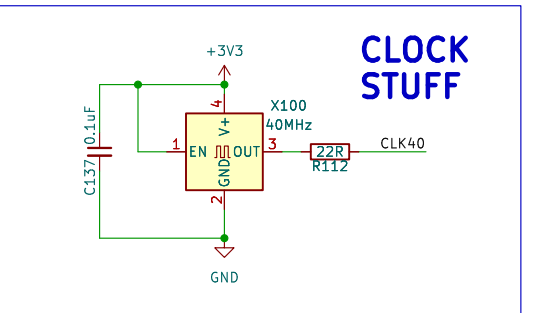 CLOCK
STUFF
+3V3
X100
40MHz
4
V+
0.1uF
C137
1
EN
OUT
3
GND
2
22R
R112
CLK40
GND